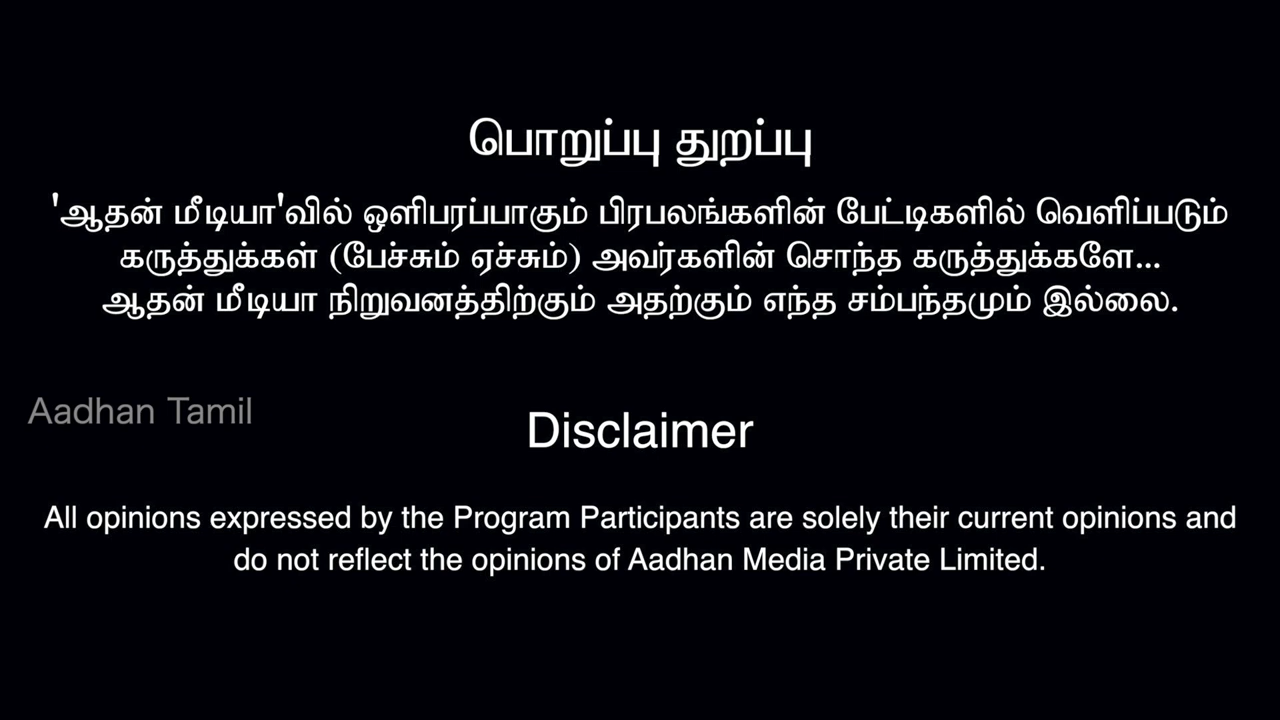 பொறுப்பு துறப்பு
'ஆதன் மீடியா'வில் ஒளிபரப்பாகும் பிரபலங்களின் பேட்டிகளில் வெளிப்படும்
கருத்துக்கள் (பேச்சும் ஏச்சும்) அவர்களின் சொந்த கருத்துக்களே...
ஆதன் மீடியா நிறுவனத்திற்கும் அதற்கும் எந்த சம்பந்தமும் இல்லை.
Aadhan Tamil
Disclaimer
All opinions expressed by the Program Participants are solely their current opinions and
do not reflect the opinions of Aadhan Media Private Limited.